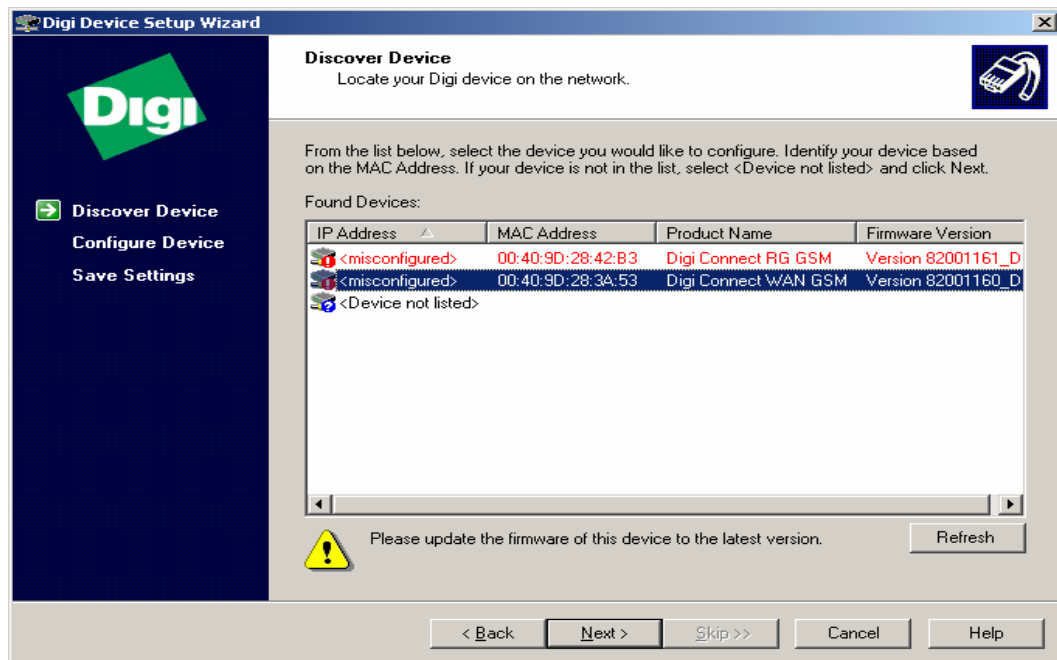 Digi Device Setup Wizard
Digi
Discover Device
Configure Device
Save Settings
Discover Device
Locate your Digi device on the network.
From the list below, select the device you would like to configure. Identify your device based
on the MAC Address. If your device is not in the list, select <Device not listed> and click Next.
Found Devices:
IP Address MAC Address Product Name Firmware Version
<misconfigured> 00:40:9D:28:42:B3 Digi Connect RG GSM Version 82001161_D
<misconfigured> 00:40:9D:28:3A:53 Digi Connect WAN GSM Version 82001160_D
<Device not listed>
Please update the firmware of this device to the latest version.
Refresh
< Back Next > Skip >> Cancel Help